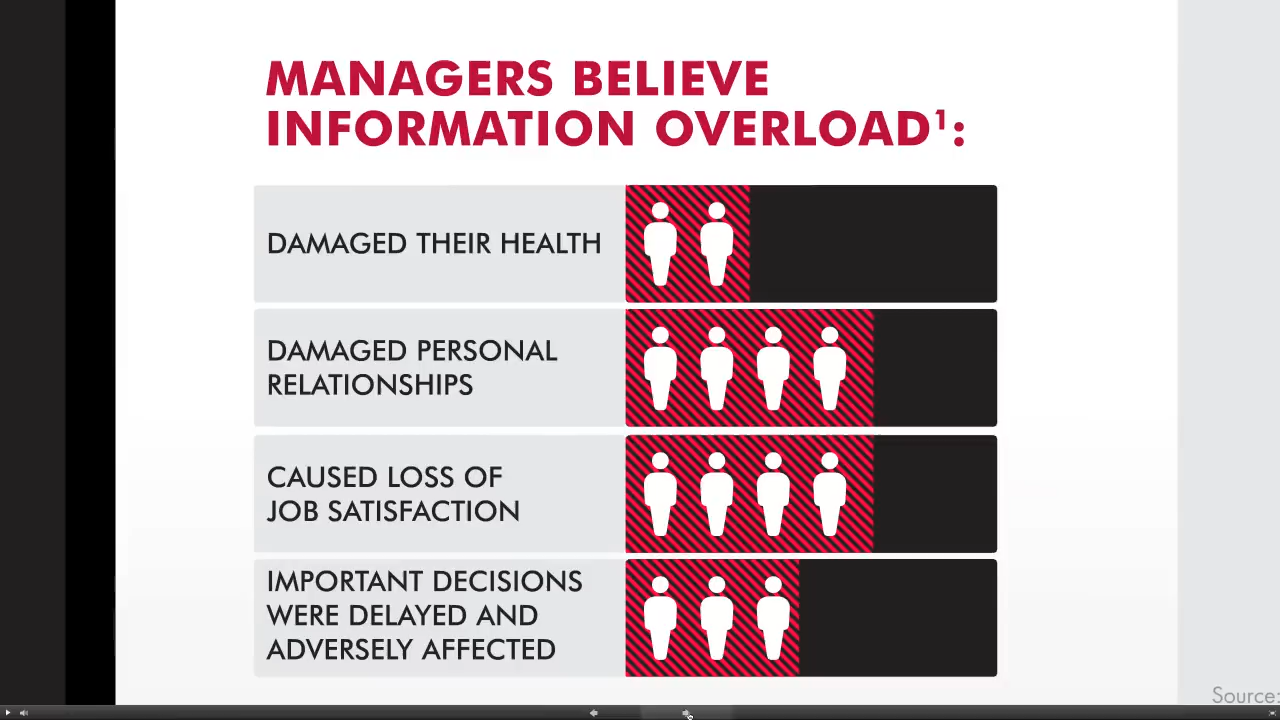 MANAGERS BELIEVE
INFORMATION OVERLOAD¹:
DAMAGED THEIR HEALTH
DAMAGED PERSONAL
RELATIONSHIPS
CAUSED LOSS OF
JOB SATISFACTION
IMPORTANT DECISIONS
WERE DELAYED AND
ADVERSELY AFFECTED
Source: